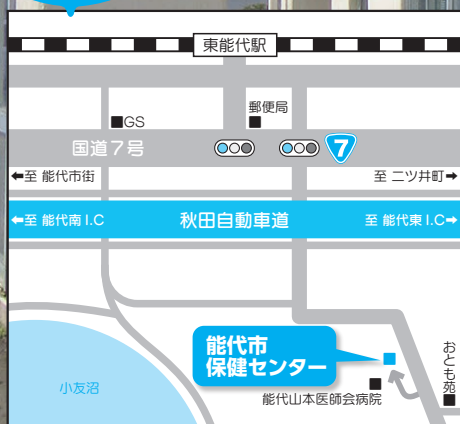 東能代駅
■GS
郵便局
国道7号
7
←至 能代市街
至 二ツ井町→
←至 能代南I.C
秋田自動車道
至 能代東I.C→
能代市
保健センター
小友沼
能代山本医師会病院
おとも苑